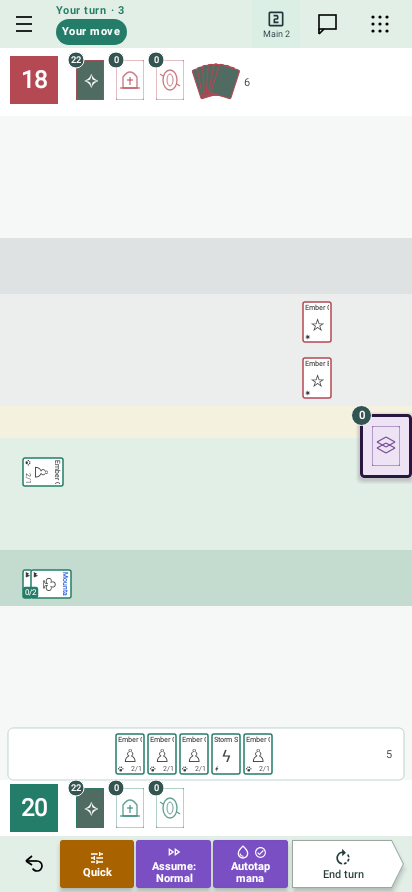 Your turn · 3
Your move
2
Main 2
18
22
0
0
6
Ember
Ember
0
Ember
2/1
Mounta
0/2
Ember
2/1
Ember
2/1
Ember
2/1
Storm S
Ember
2/1
5
20
22
0
0
Quick
Assume:
Normal
Autotap
mana
End turn